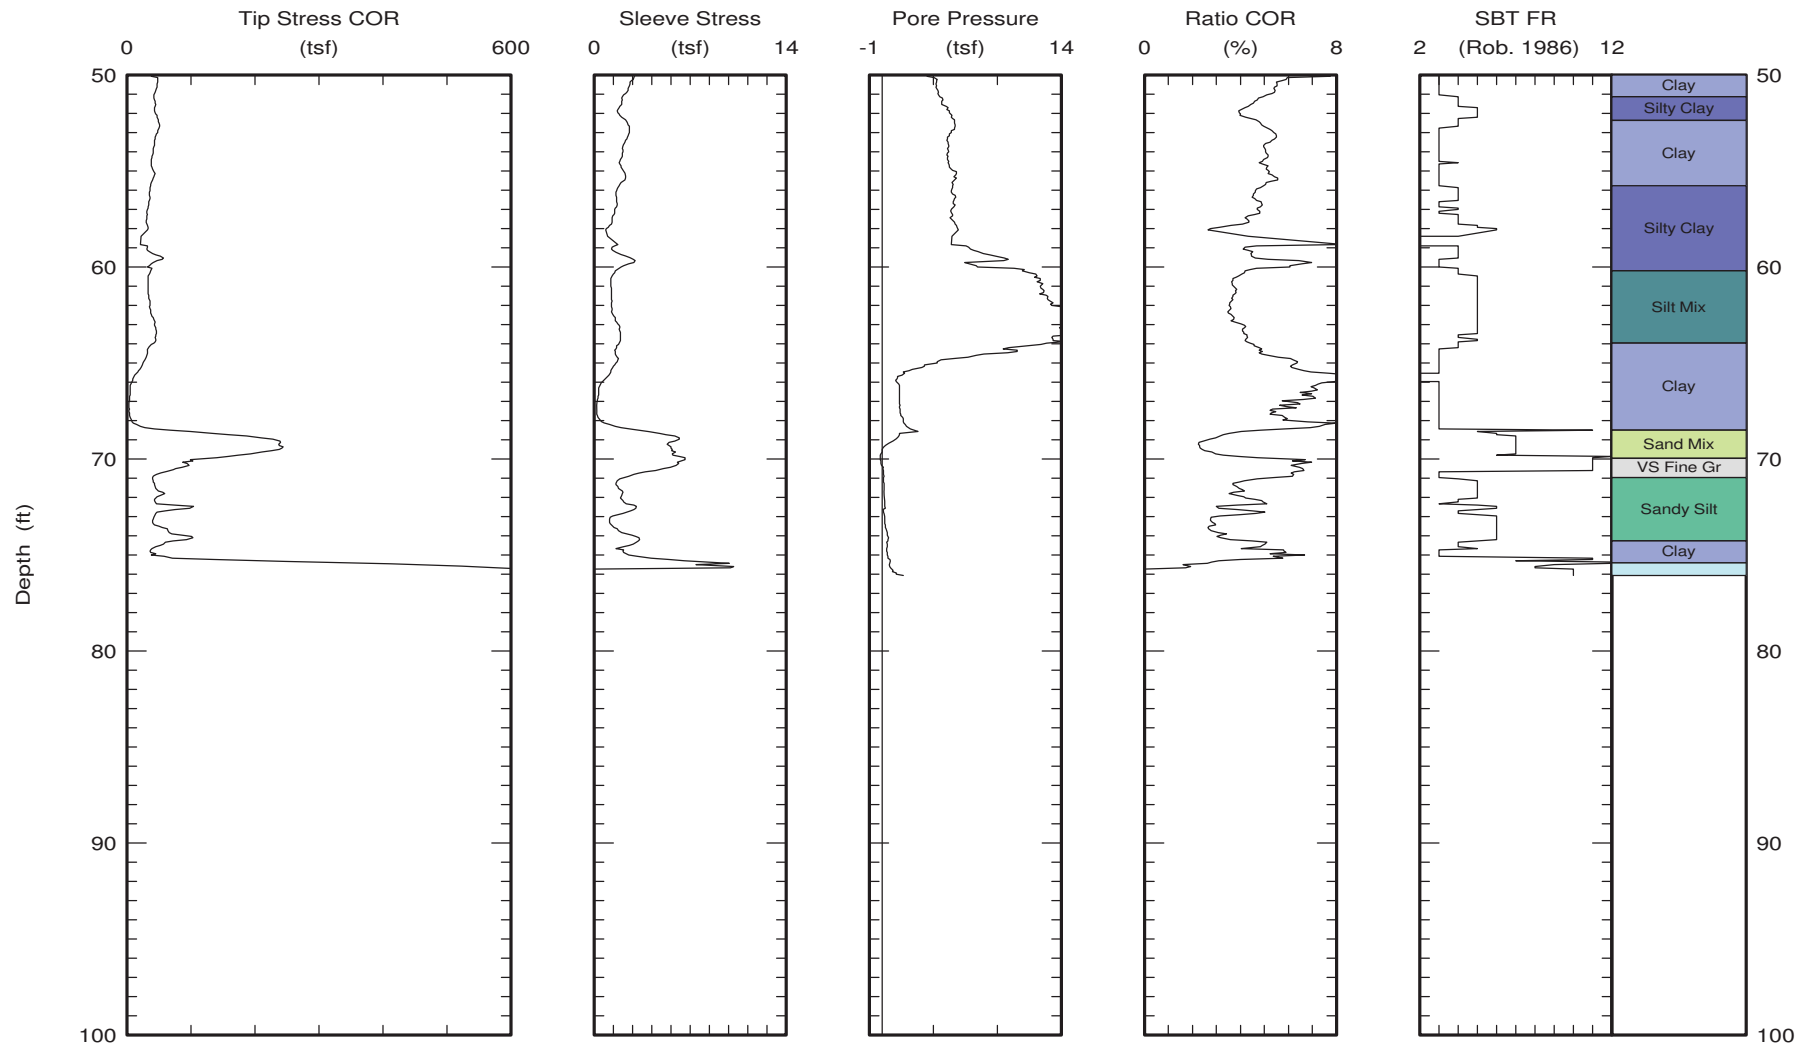 Tip Stress COR Sleeve Stress Pore Pressure Ratio COR SBT FR
0 (tsf) 600 0 (tsf) 14 -1 (tsf) 14 0 (%) 8 2 (Rob. 1986) 12
50 50
Clay
Silty Clay
Clay
Silty Clay
60 60
Silt Mix
Clay
Sand Mix
70 70
VS Fine Gr
Sandy Silt
Clay
Depth (ft)
80 80
90 90
100 100